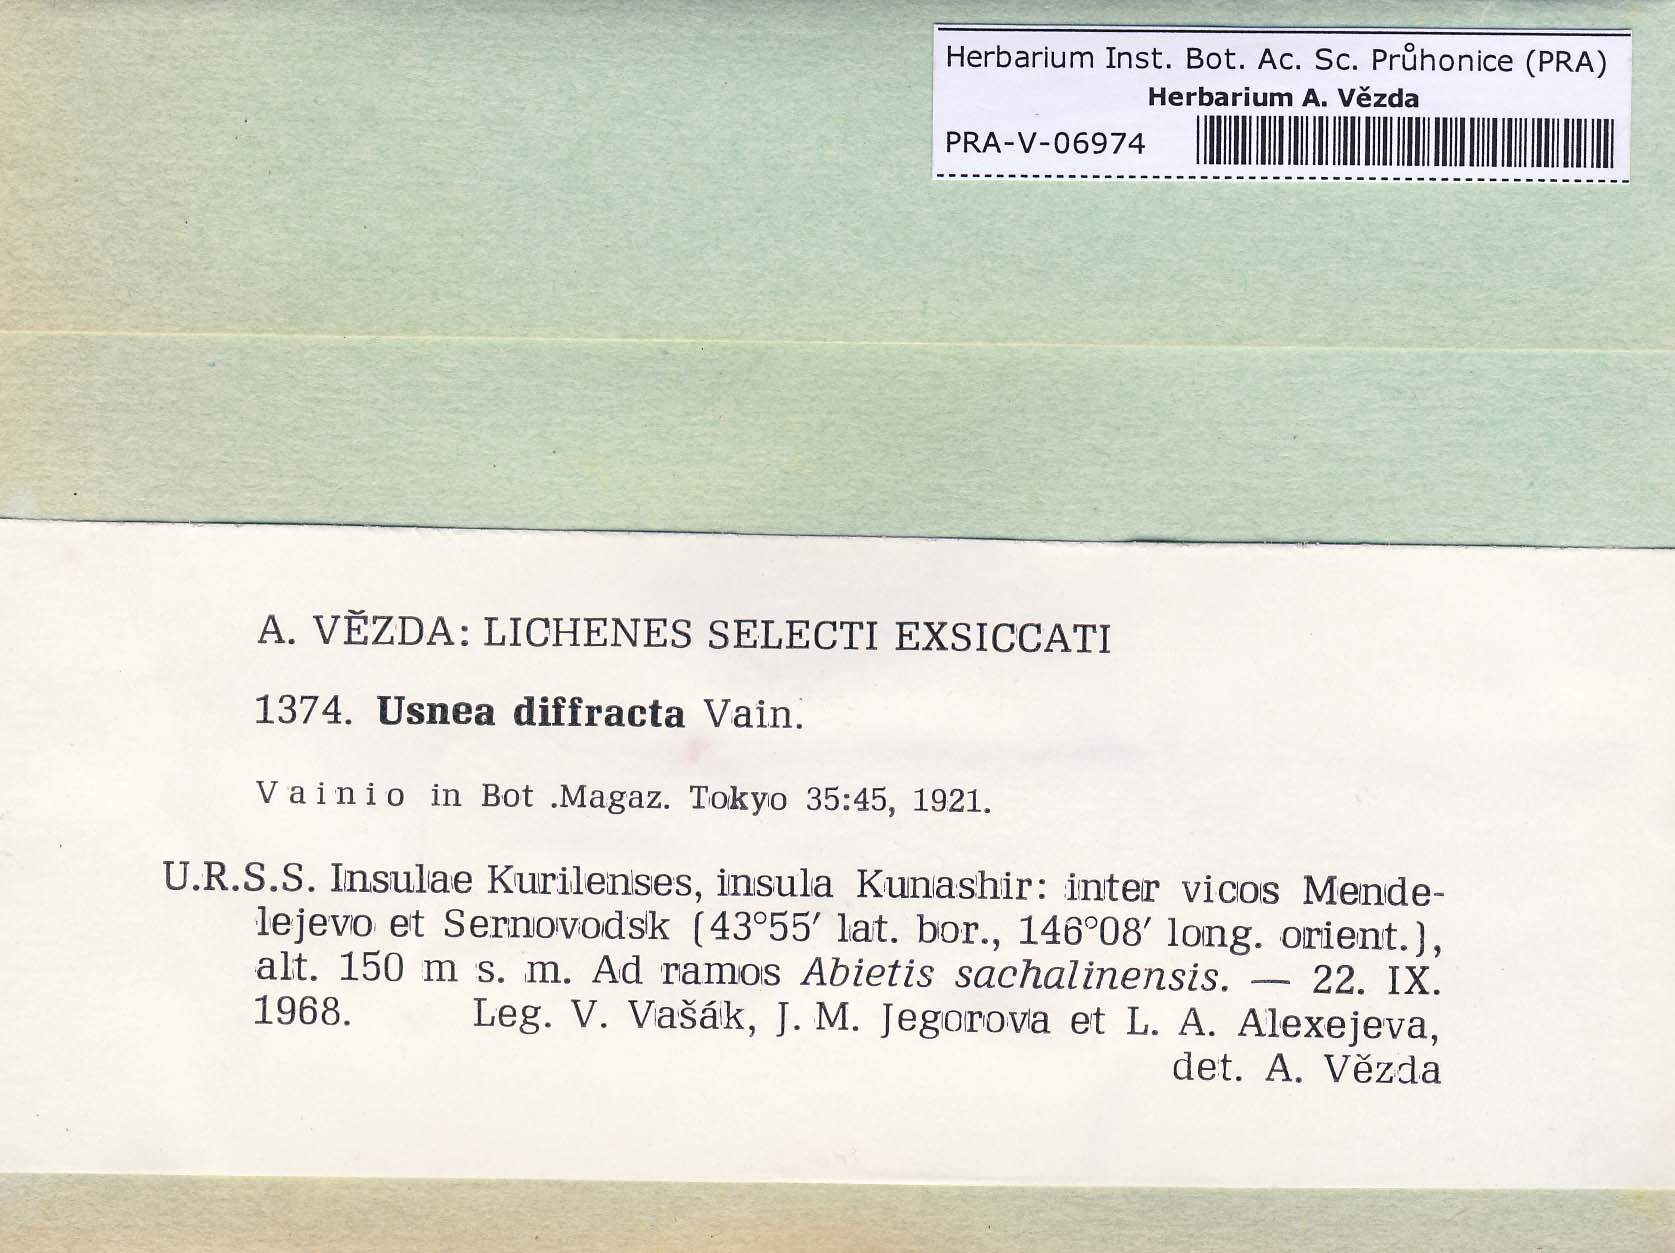 Herbarium Inst. Bot. Ac. Sc. Průhonice (PRA)
Herbarium A. Vězda
PRA-V-06974
A. VĚZDA: LICHENES SELECTI EXSICCATI
1374. Usnea diffracta Vain.
Vainio in Bot .Magaz. Tokyo 35:45, 1921.
U.R.S.S. Insulae Kurilenses, insula Kunashir: inter vicos Mende-
lejevo et Sernovodsk (43°55′ lat. bor., 146°08′ long. orient.),
alt. 150 m s. m. Ad ramos Abietis sachalinensis. — 22. IX.
1968. Leg. V. Vašák, J. M. Jegorova et L. A. Alexejeva,
det. A. Vězda